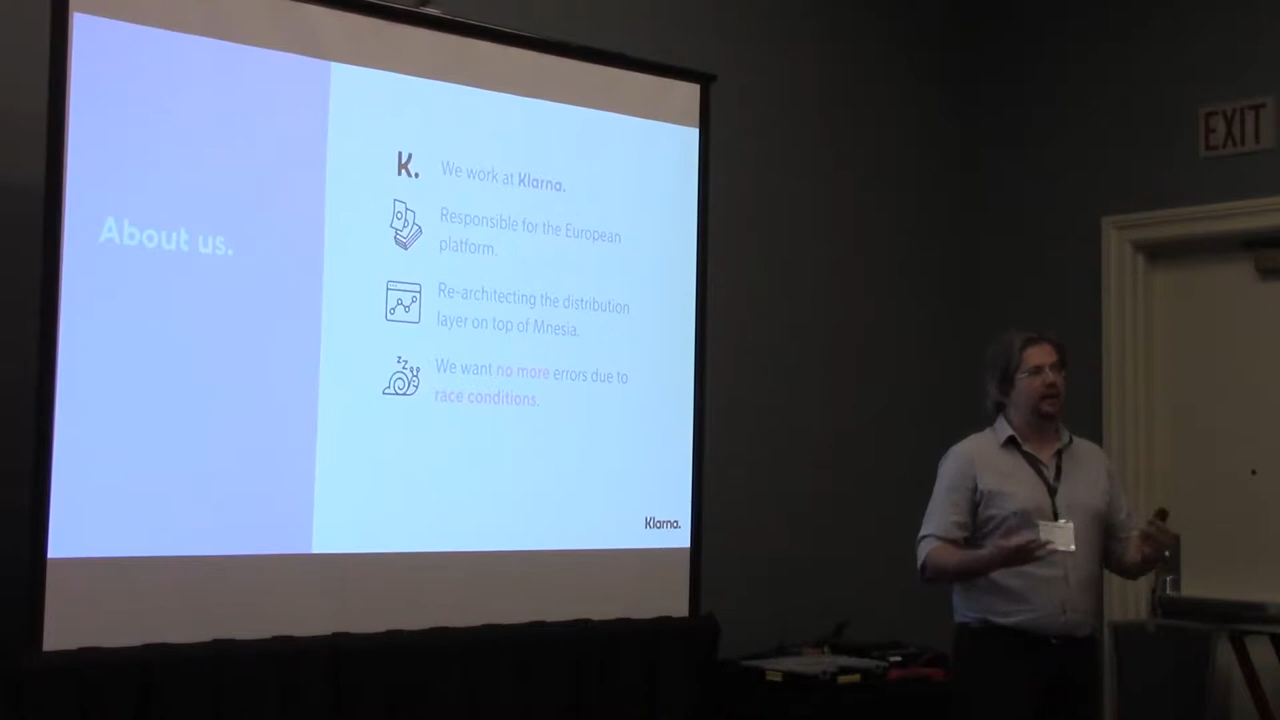 About us.
K.
We work at Klarna.
Responsible for the European
platform.
Re-architecting the distribution
layer on top of Mnesia.
zzz
We want no more errors due to
race conditions.
Klarna.
EXIT